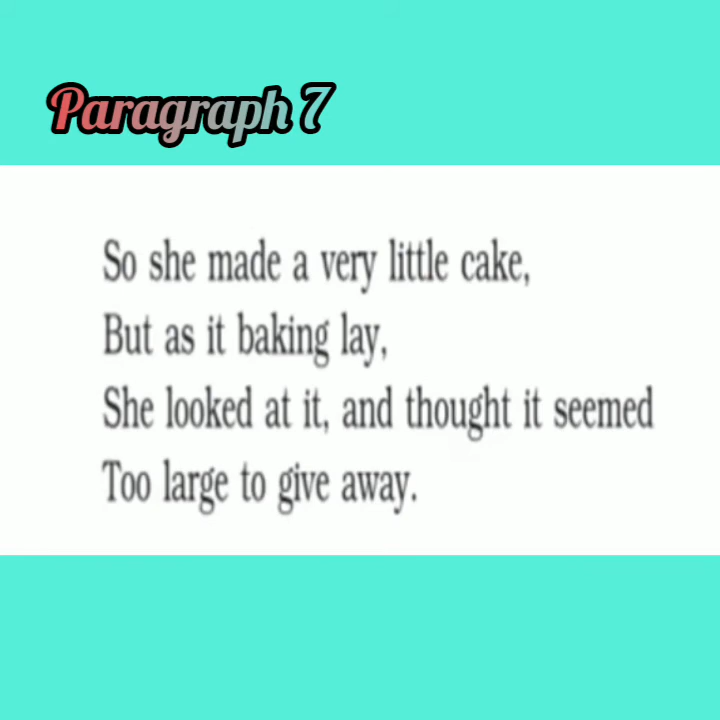 Paragraph 7
So she made a very little cake,
But as it baking lay,
She looked at it, and thought it seemed
Too large to give away.